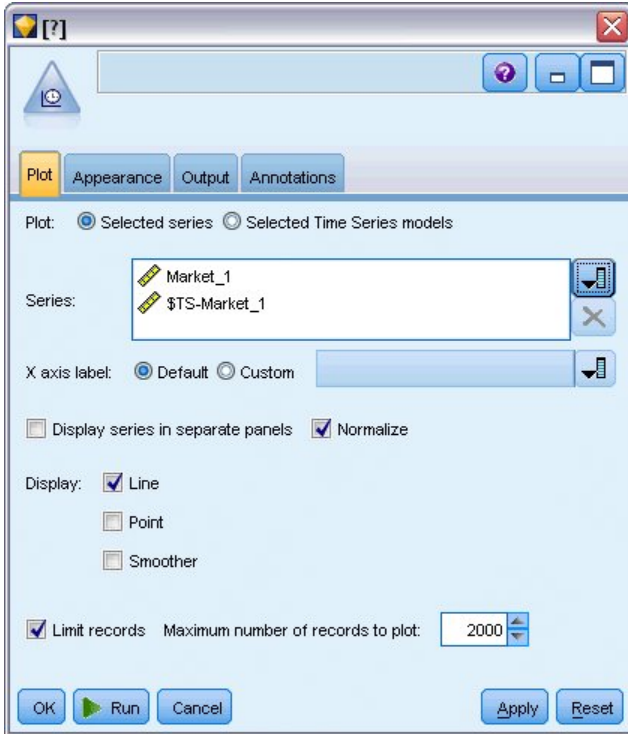 [?]
Plot Appearance Output Annotations
Plot: Selected series Selected Time Series models
Series:
Market_1
$TS-Market_1
X axis label: Default Custom
Display series in separate panels Normalize
Display: Line
Point
Smoother
Limit records Maximum number of records to plot: 2000
OK Run Cancel Apply Reset